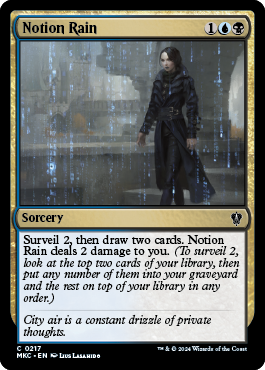 Notion Rain 1
Sorcery
Surveil 2, then draw two cards. Notion
Rain deals 2 damage to you. (To surveil 2,
look at the top two cards of your library, then
put any number of them into your graveyard
and the rest on top of your library in any
order.)
City air is a constant drizzle of private
thoughts.
C 0217
MKC • EN Lius Lasahido
™ & © 2024 Wizards of the Coast